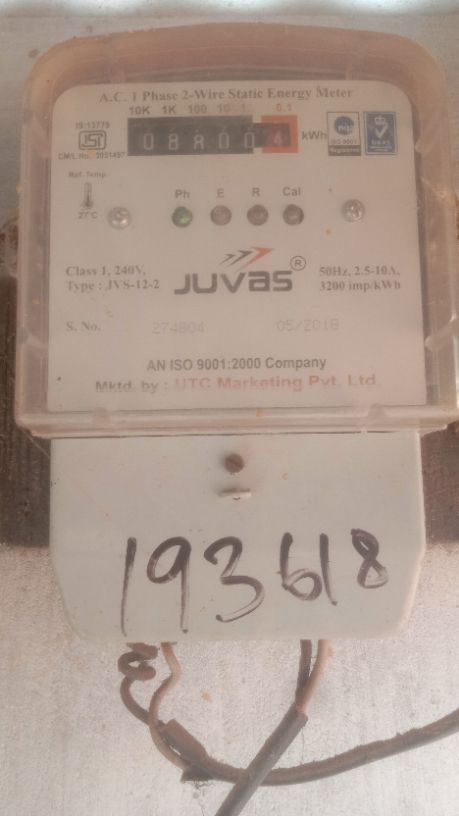 A.C. 1 Phase 2-Wire Static Energy Meter
10K 1K 100 10 1 0.1
IS:13779
kWh
ISO 9001
Ref. Temp.
27°C
Ph E R Cal
JUVAS ®
Class 1, 240V,
Type : JVS-12-2
50Hz, 2.5-10A,
3200 imp/kWh
S. No. 274804 05/2018
AN ISO 9001:2000 Company
Mktd. by : UTC Marketing Pvt. Ltd.
193618